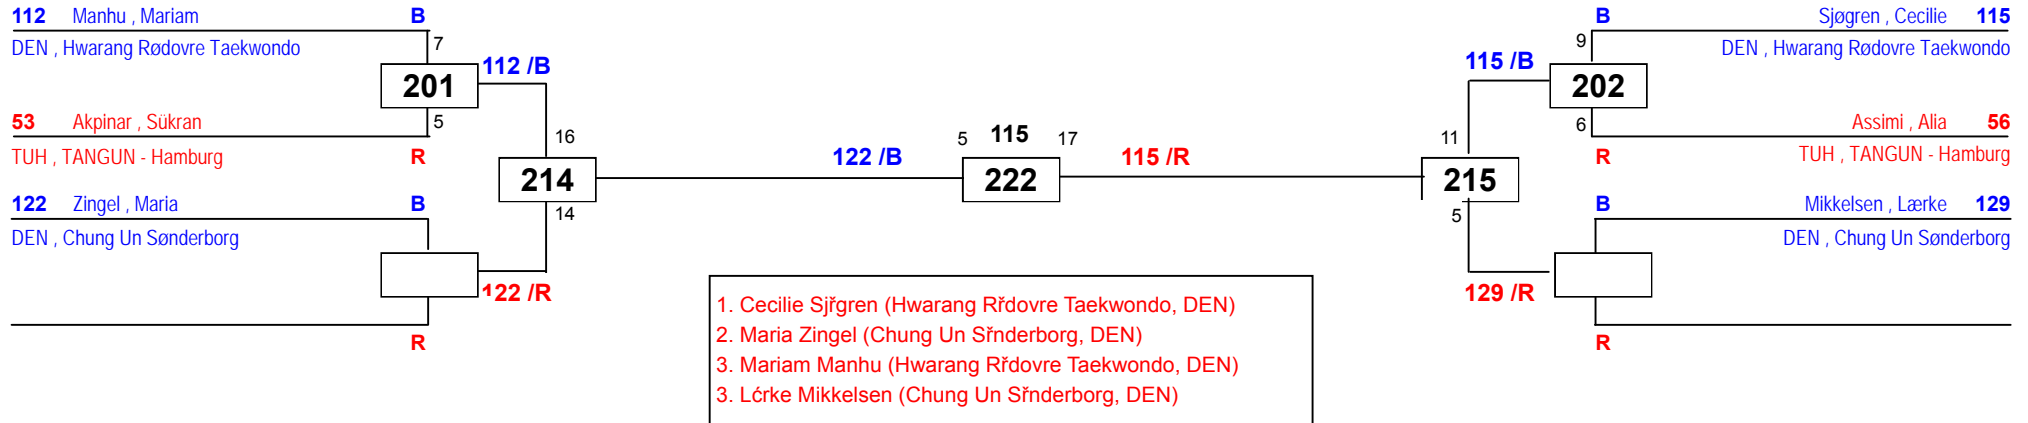 112 Manhu , Mariam B
DEN , Hwarang Rødovre Taekwondo
7
201
112 /B
53 Akpinar , Sükran
5
TUH , TANGUN - Hamburg R
16
214
14
122 Zingel , Maria B
DEN , Chung Un Sønderborg
122 /R
R
122 /B
5 115 17
222
115 /R
B Sjøgren , Cecilie 115
9
DEN , Hwarang Rødovre Taekwondo
115 /B
202
6
Assimi , Alia 56
R TUH , TANGUN - Hamburg
11
215
5
B Mikkelsen , Lærke 129
DEN , Chung Un Sønderborg
129 /R
R
1. Cecilie Sjřgren (Hwarang Rřdovre Taekwondo, DEN)
2. Maria Zingel (Chung Un Sřnderborg, DEN)
3. Mariam Manhu (Hwarang Rřdovre Taekwondo, DEN)
3. Lćrke Mikkelsen (Chung Un Sřnderborg, DEN)